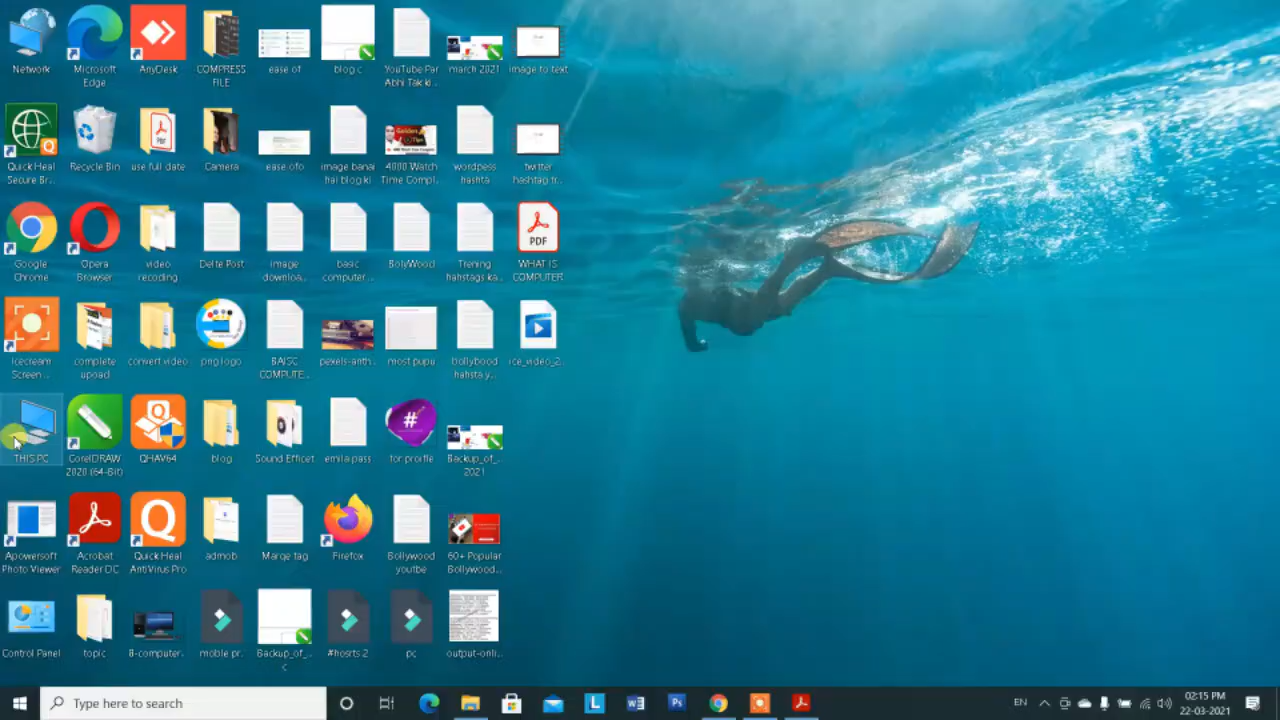 Network
Microsoft
Edge
AnyDesk
COMPRESS
FILE
ease of
blog c
YouTube Par
Abhi Tak ki...
march 2021
image to text
Quick Heal
Secure Br...
Recycle Bin
use full date
Camera
ease ofo
image banai
hai blog ki
4000 Watch
Time Compl...
wordpess
hashta
twitter
hashtag tr...
Google
Chrome
Opera
Browser
video
recoding
Delte Post
image
downloa...
basic
computer...
BolyWood
Trening
hahstags ka...
PDF
WHAT IS
COMPUTER
Icecream
Screen ...
complete
upoad
convert video
png logo
BAISC
COMPUTE...
pexels-anth...
most pupu
bollybood
hahsta y...
ice_video_2...
THIS PC
CorelDRAW
2020 (64-Bit)
QHAV64
blog
Sound Efficet
emila pass
#
for proifle
Backup_of_...
2021
Apowersoft
Photo Viewer
Acrobat
Reader DC
Quick Heal
AntiVirus Pro
admob
Marqe tag
Firefox
Bollywood
youtbe
60+ Popular
Bollywood...
Control Panel
topic
8-computer...
moble pr...
Backup_of_...
c
#hosrts 2
pc
output-onli...
Type here to search
EN
02:15 PM
22-03-2021